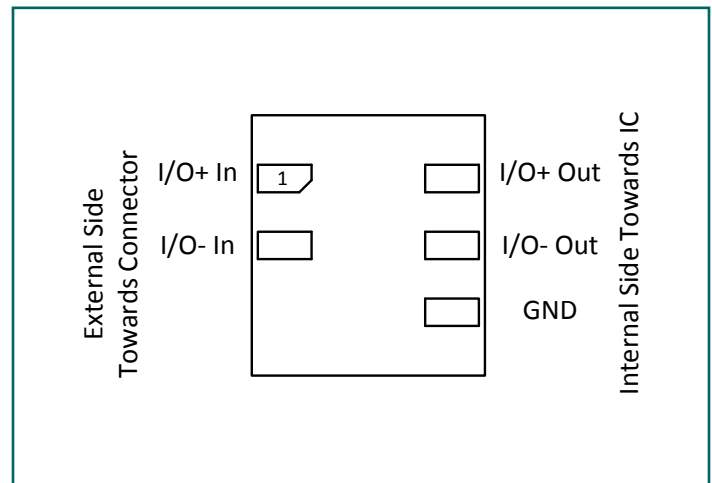 External Side
Towards Connector
I/O+ In
1
I/O+ Out
I/O- In
I/O- Out
GND
Internal Side Towards IC